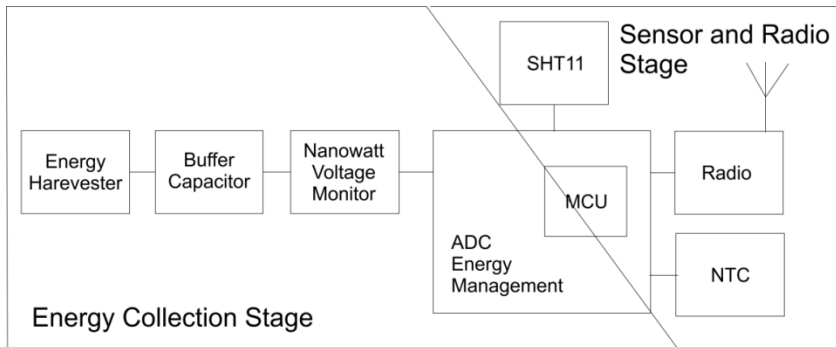 Sensor and Radio
Stage
SHT11
Energy
Harevester
Buffer
Capacitor
Nanowatt
Voltage
Monitor
MCU
ADC
Energy
Management
Radio
NTC
Energy Collection Stage